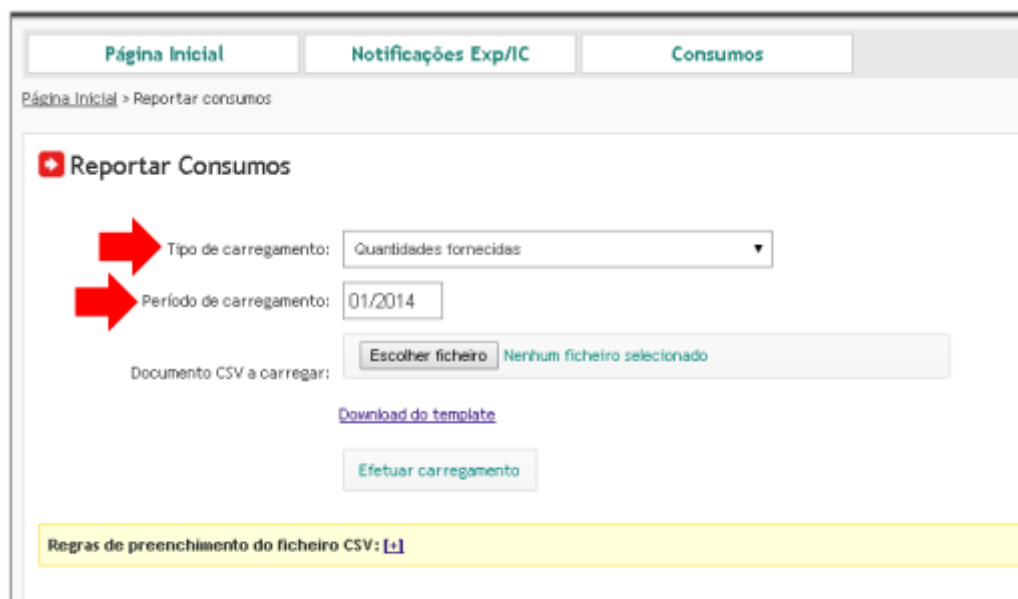 Página Inicial Notificações Exp/IC Consumos
Página Inicial > Reportar consumos
Reportar Consumos
Tipo de carregamento: Quantidades fornecidas
Período de carregamento: 01/2014
Escolher ficheiro Nenhum ficheiro selecionado
Documento CSV a carregar:
Download do template
Efetuar carregamento
Regras de preenchimento do ficheiro CSV: [+]